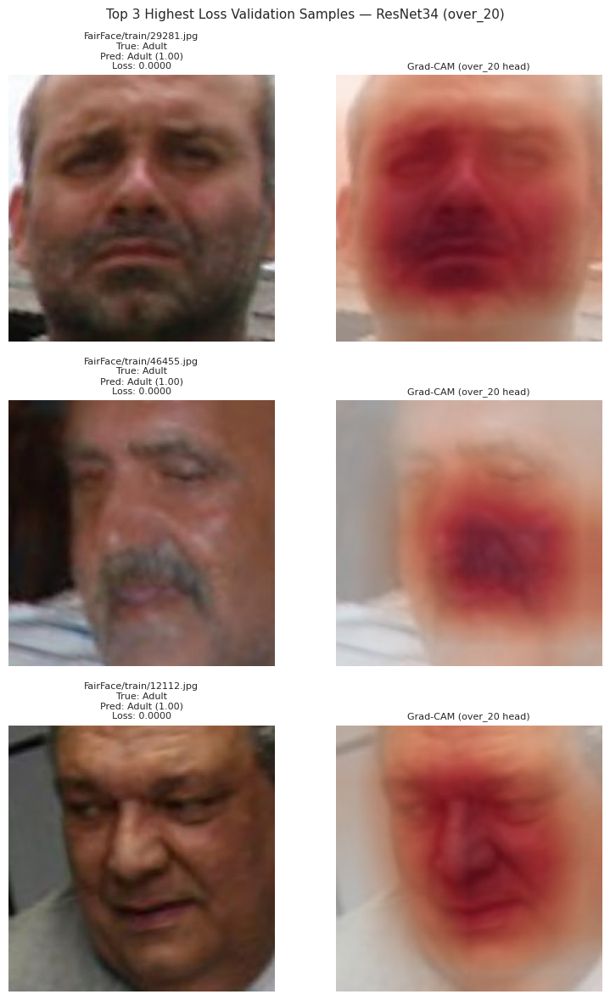 Top 3 Highest Loss Validation Samples — ResNet34 (over_20)
FairFace/train/29281.jpg
True: Adult
Pred: Adult (1.00)
Loss: 0.0000
Grad-CAM (over_20 head)
FairFace/train/46455.jpg
True: Adult
Pred: Adult (1.00)
Loss: 0.0000
Grad-CAM (over_20 head)
FairFace/train/12112.jpg
True: Adult
Pred: Adult (1.00)
Loss: 0.0000
Grad-CAM (over_20 head)